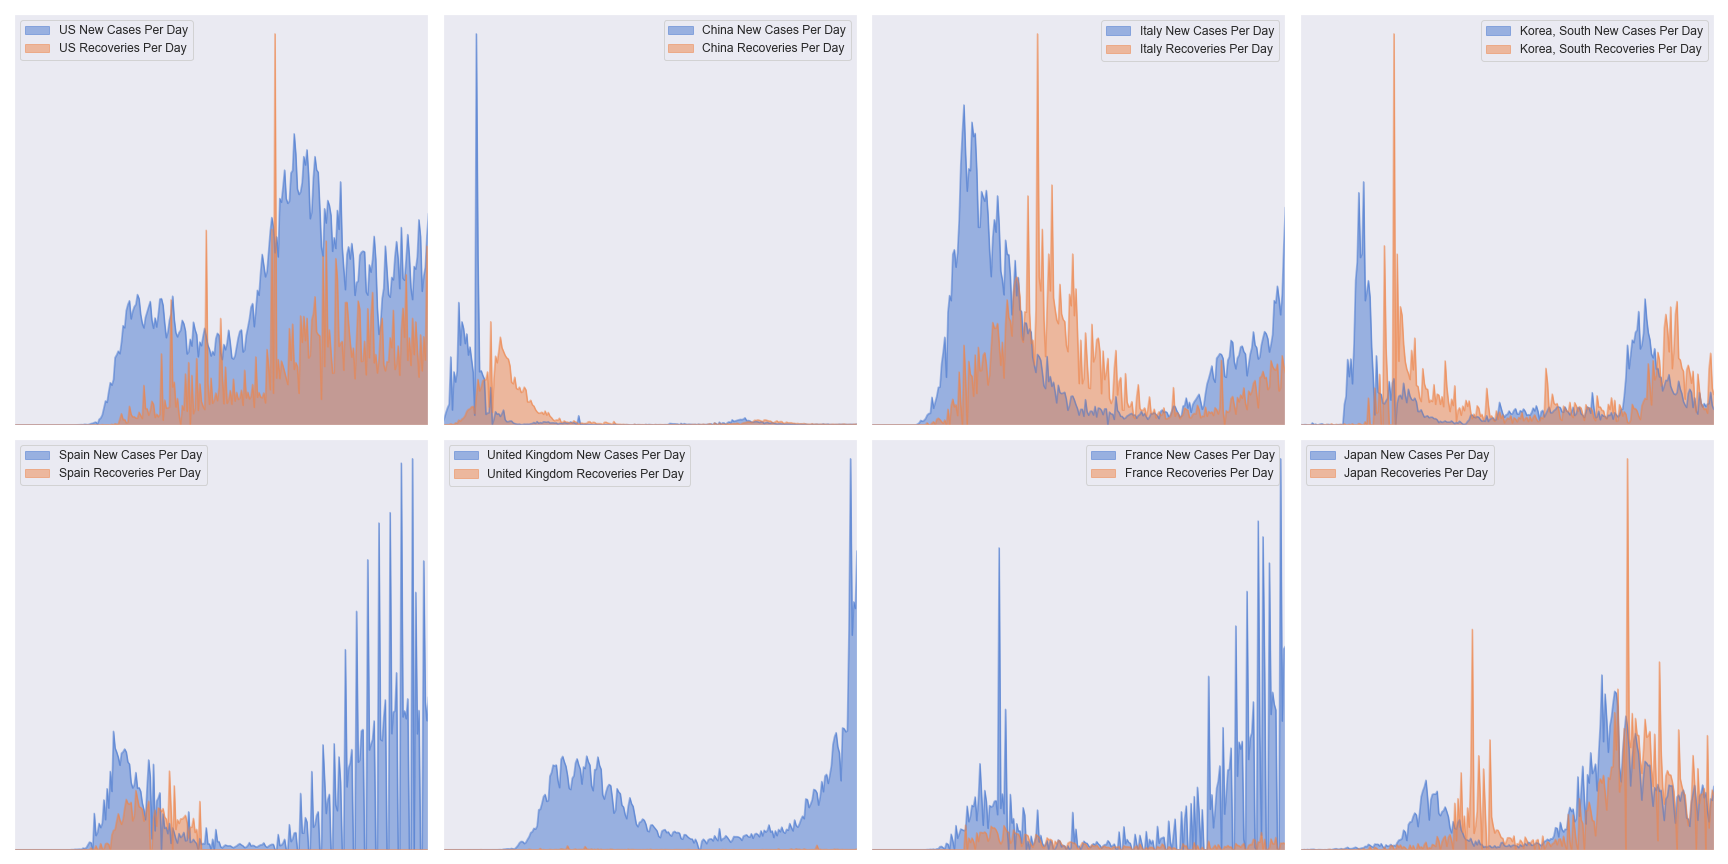 US New Cases Per Day
US Recoveries Per Day
China New Cases Per Day
China Recoveries Per Day
Italy New Cases Per Day
Italy Recoveries Per Day
Korea, South New Cases Per Day
Korea, South Recoveries Per Day
Spain New Cases Per Day
Spain Recoveries Per Day
United Kingdom New Cases Per Day
United Kingdom Recoveries Per Day
France New Cases Per Day
France Recoveries Per Day
Japan New Cases Per Day
Japan Recoveries Per Day